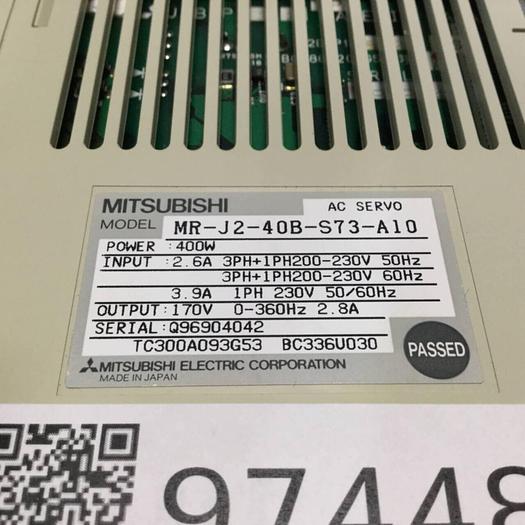 MITSUBISHI AC SERVO
MODEL MR-J2-40B-S73-A10
POWER :400W
INPUT :2.6A 3PH+1PH200-230V 50Hz
3PH+1PH200-230V 60Hz
3.9A 1PH 230V 50/60Hz
OUTPUT:170V 0-360Hz 2.8A
SERIAL:Q96904042
TC300A093G53 BC336U030
PASSED
MITSUBISHI ELECTRIC CORPORATION
MADE IN JAPAN
97448